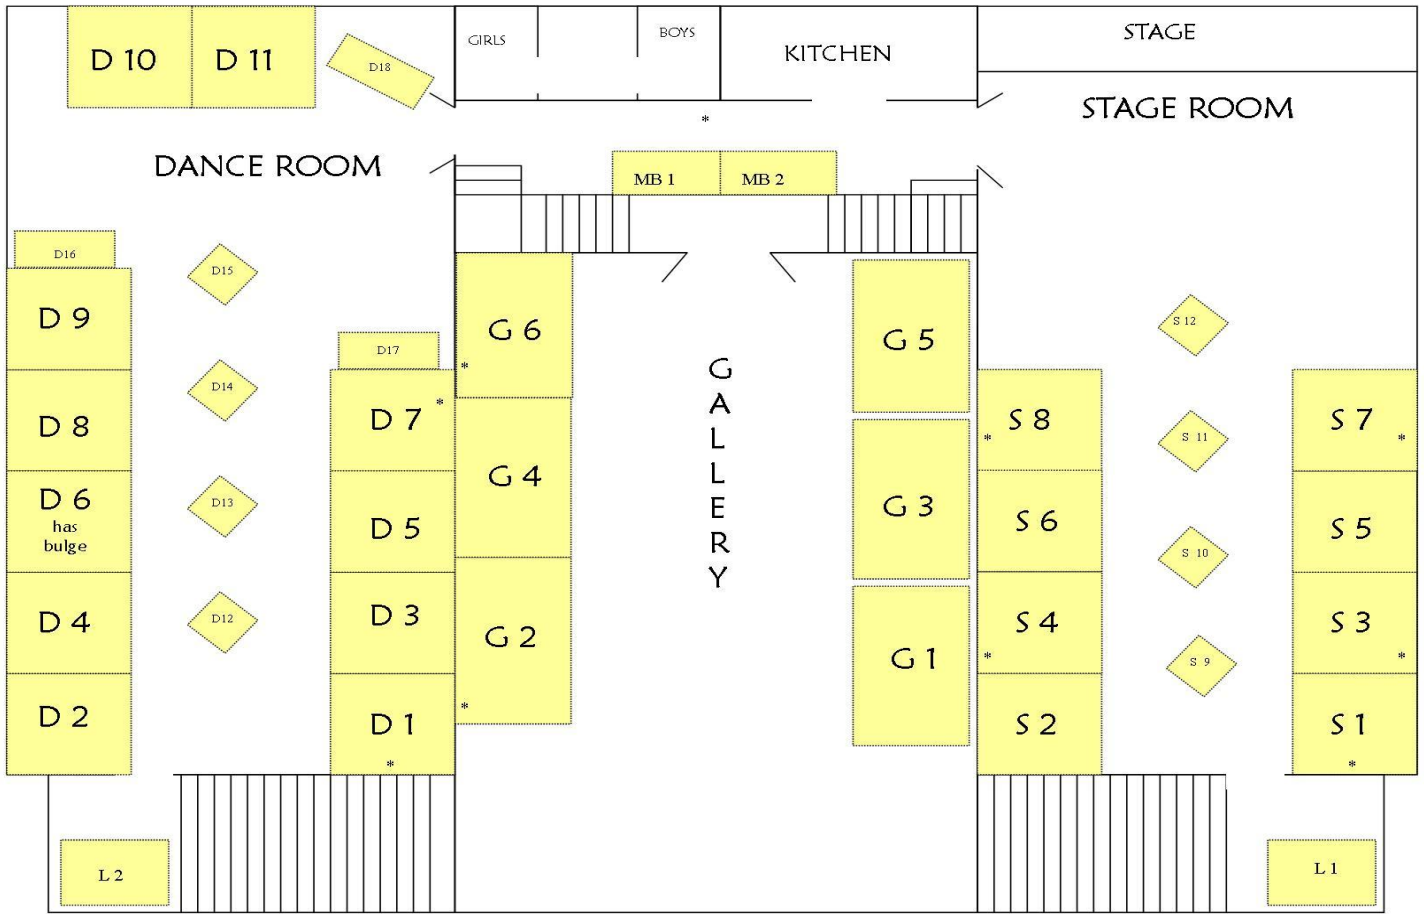 GIRLS
BOYS
KITCHEN
STAGE
D 10
D 11
D18
STAGE ROOM
*
DANCE ROOM
MB 1
MB 2
D16
D15
D 9
D17
D14
D 8
D 7
*
D 6
has
bulge
D13
D 5
D 4
D12
D 3
D 2
D 1
*
G 6
*
G 4
G 2
*
G
A
L
L
E
R
Y
G 5
G 3
G 1
S 12
S 8
*
S 11
S 7
*
S 6
S 10
S 5
S 4
*
S 9
S 3
*
S 2
S 1
*
L 2
L 1